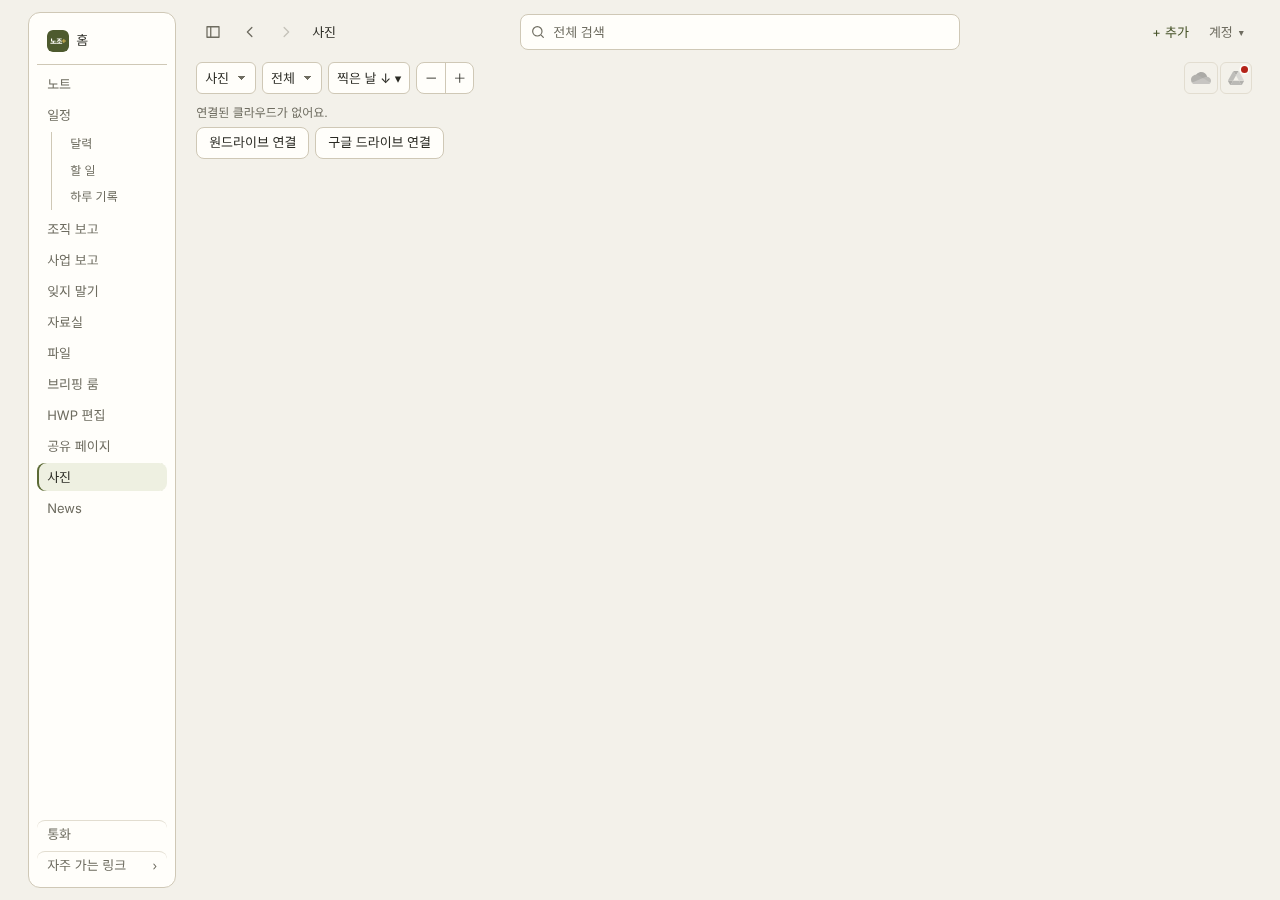 노조
홈
노트
일정
달력
할 일
하루 기록
조직 보고
사업 보고
잊지 말기
자료실
파일
브리핑 룸
HWP 편집
공유 페이지
사진
News
통화
자주 가는 링크 ›
사진
전체 검색
+ 추가
계정 ▾
사진
전체
찍은 날 ↓ ▾
− +
연결된 클라우드가 없어요.
원드라이브 연결
구글 드라이브 연결